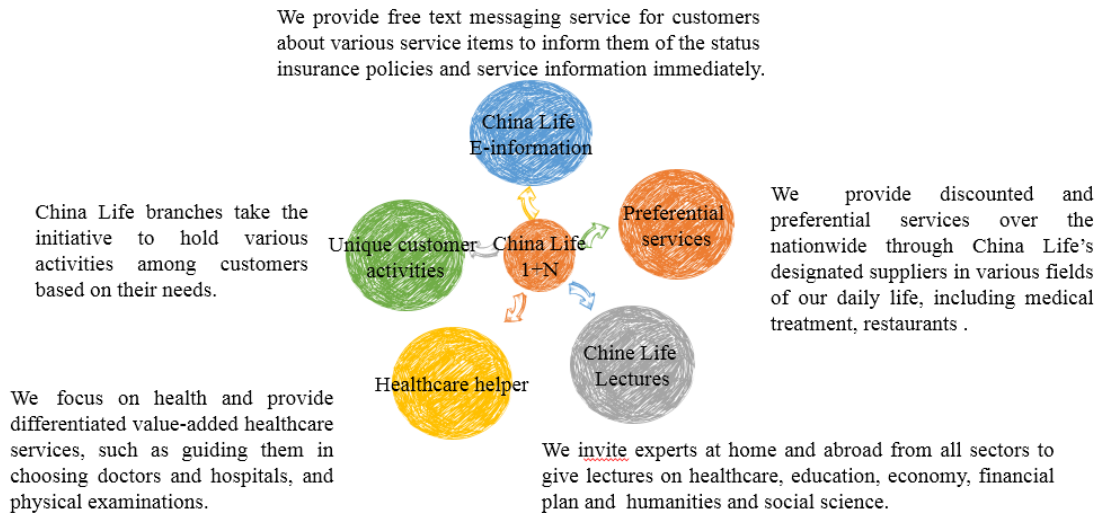 We provide free text messaging service for customers
about various service items to inform them of the status
insurance policies and service information immediately.
China Life
E-information
China Life branches take the
initiative to hold various
activities among customers
based on their needs.
Unique customer
activities
China Life
1+N
Preferential
services
We provide discounted and
preferential services over the
nationwide through China Life’s
designated suppliers in various fields
of our daily life, including medical
treatment, restaurants .
Healthcare helper
Chine Life
Lectures
We focus on health and provide
differentiated value-added healthcare
services, such as guiding them in
choosing doctors and hospitals, and
physical examinations.
We invite experts at home and abroad from all sectors to
give lectures on healthcare, education, economy, financial
plan and humanities and social science.